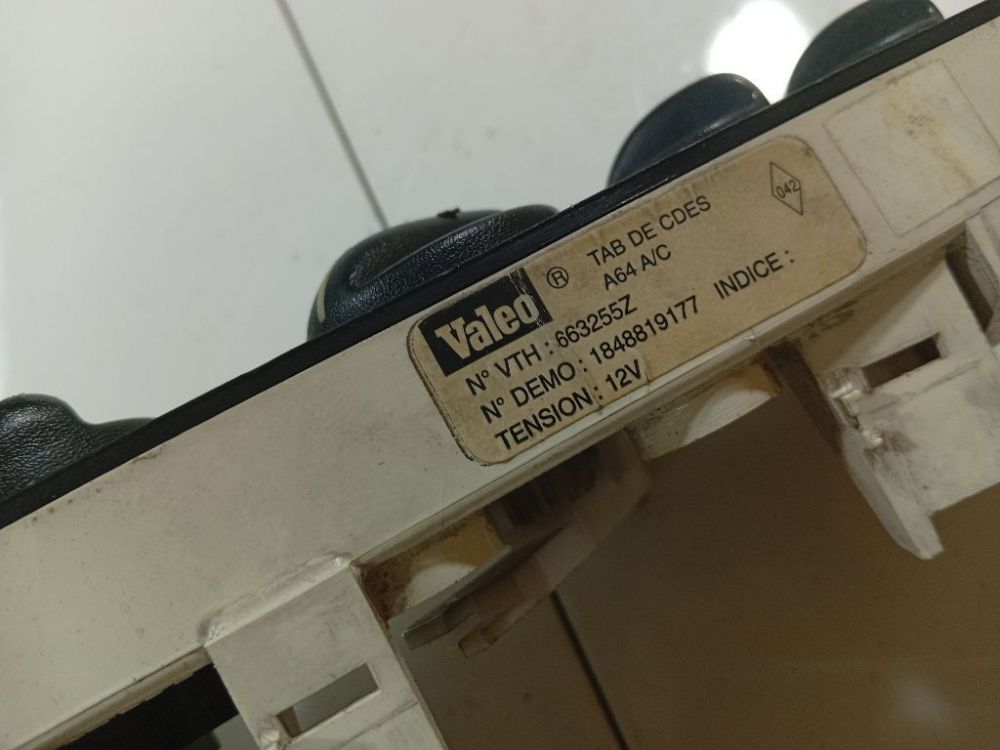 Valeo ® TAB DE CDES
A64 A/C
042
N° VTH : 663255Z
N° DEMO : 1848819177 INDICE :
TENSION : 12V